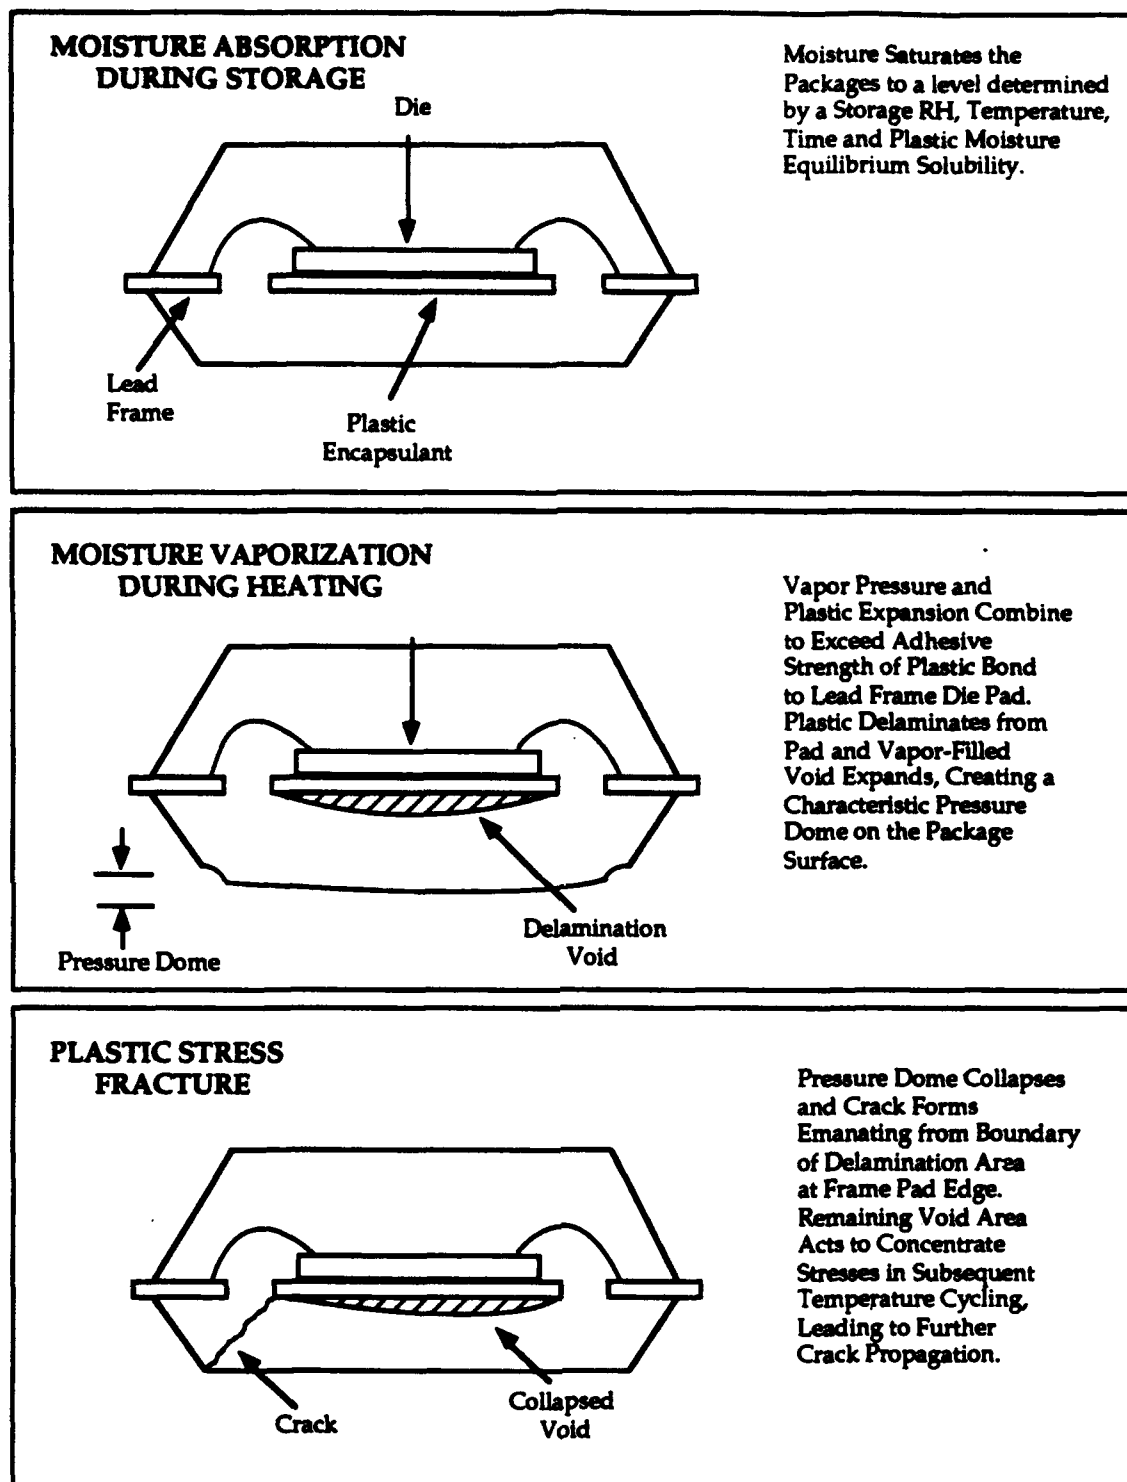 MOISTURE ABSORPTION
DURING STORAGE
Die
Moisture Saturates the
Packages to a level determined
by a Storage RH, Temperature,
Time and Plastic Moisture
Equilibrium Solubility.
Lead
Frame
Plastic
Encapsulant
MOISTURE VAPORIZATION
DURING HEATING
Vapor Pressure and
Plastic Expansion Combine
to Exceed Adhesive
Strength of Plastic Bond
to Lead Frame Die Pad.
Plastic Delaminates from
Pad and Vapor-Filled
Void Expands, Creating a
Characteristic Pressure
Dome on the Package
Surface.
Pressure Dome
Delamination
Void
PLASTIC STRESS
FRACTURE
Pressure Dome Collapses
and Crack Forms
Emanating from Boundary
of Delamination Area
at Frame Pad Edge.
Remaining Void Area
Acts to Concentrate
Stresses in Subsequent
Temperature Cycling,
Leading to Further
Crack Propagation.
Crack
Collapsed
Void